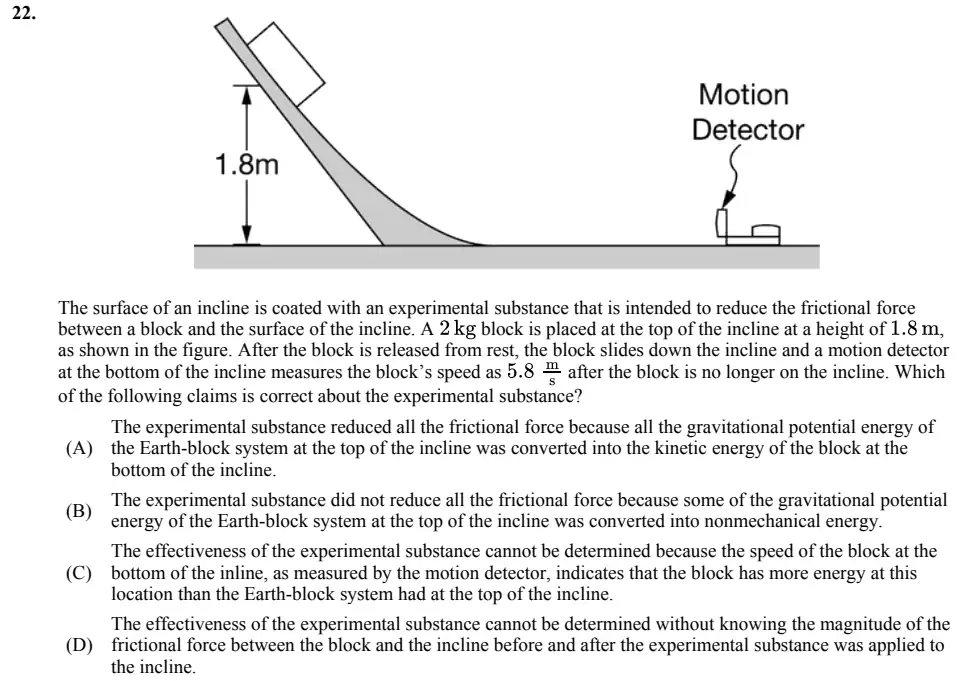 22.
Motion
Detector
1.8m
The surface of an incline is coated with an experimental substance that is intended to reduce the frictional force
between a block and the surface of the incline. A 2 kg block is placed at the top of the incline at a height of 1.8 m,
as shown in the figure. After the block is released from rest, the block slides down the incline and a motion detector
at the bottom of the incline measures the block's speed as 5.8 m/s after the block is no longer on the incline. Which
of the following claims is correct about the experimental substance?
The experimental substance reduced all the frictional force because all the gravitational potential energy of
(A) the Earth-block system at the top of the incline was converted into the kinetic energy of the block at the
bottom of the incline.
The experimental substance did not reduce all the frictional force because some of the gravitational potential
(B) energy of the Earth-block system at the top of the incline was converted into nonmechanical energy.
The effectiveness of the experimental substance cannot be determined because the speed of the block at the
(C) bottom of the inline, as measured by the motion detector, indicates that the block has more energy at this
location than the Earth-block system had at the top of the incline.
The effectiveness of the experimental substance cannot be determined without knowing the magnitude of the
(D) frictional force between the block and the incline before and after the experimental substance was applied to
the incline.